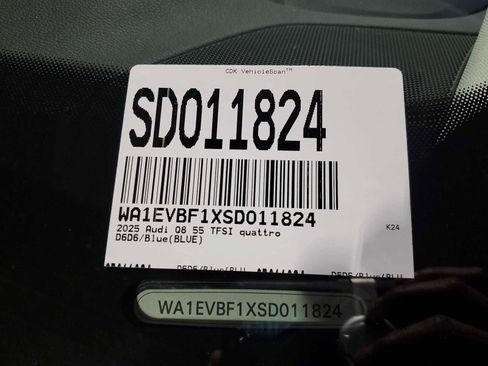 CDK VehicleScan™
SD011824
WA1EVBF1XSD011824
2025 Audi Q8 55 TFSI quattro
K24
D6D6/Blue(BLUE)
WA1EVBF1XSD011824